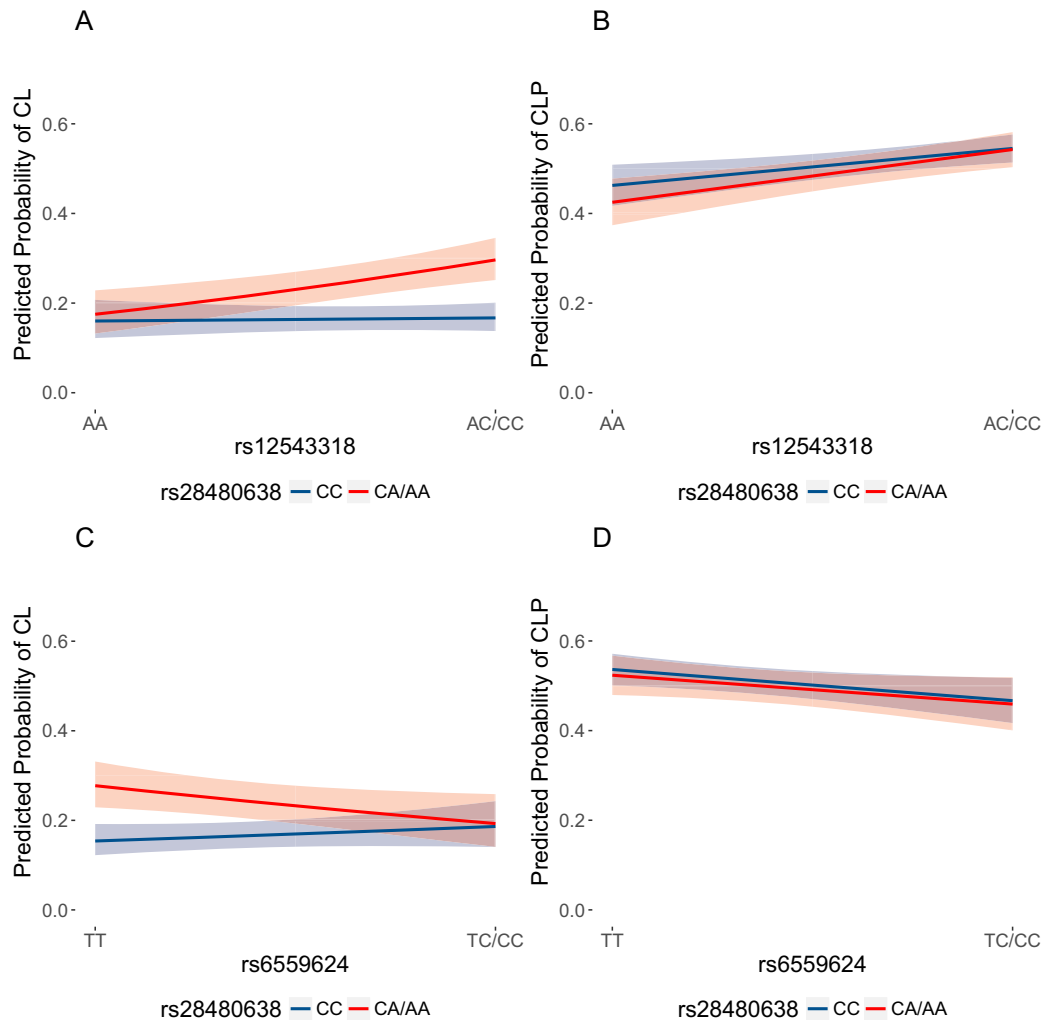 A
Predicted Probability of CL
0.6
0.4
0.2
0.0
AA
AC/CC
rs12543318
rs28480638 CC CA/AA
B
Predicted Probability of CLP
0.6
0.4
0.2
0.0
AA
AC/CC
rs12543318
rs28480638 CC CA/AA
C
Predicted Probability of CL
0.6
0.4
0.2
0.0
TT
TC/CC
rs6559624
rs28480638 CC CA/AA
D
Predicted Probability of CLP
0.6
0.4
0.2
0.0
TT
TC/CC
rs6559624
rs28480638 CC CA/AA